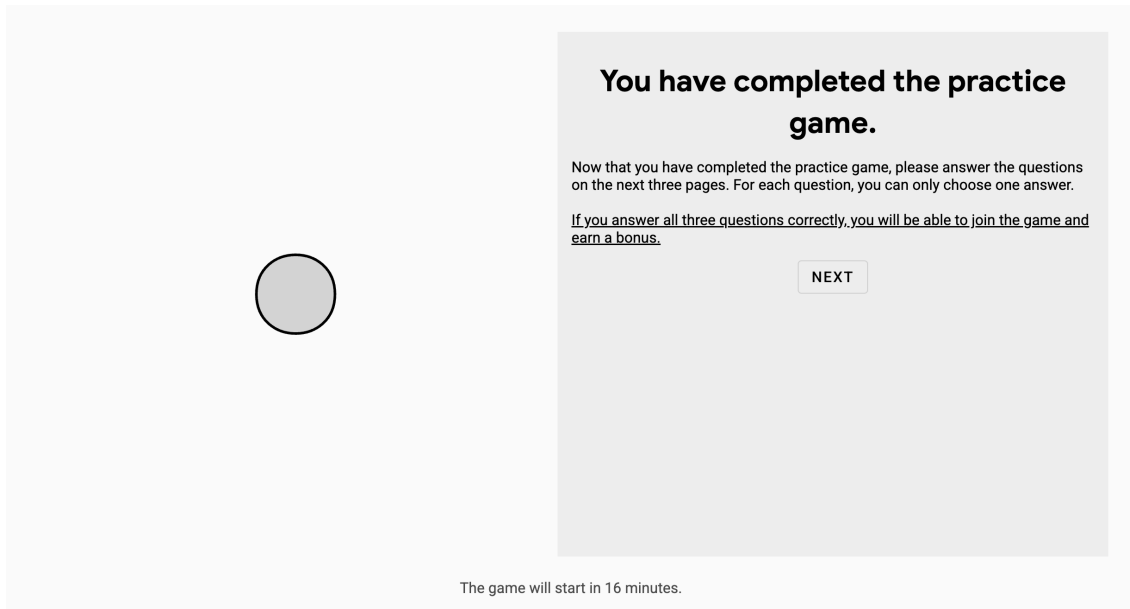 You have completed the practice
game.
Now that you have completed the practice game, please answer the questions
on the next three pages. For each question, you can only choose one answer.
If you answer all three questions correctly, you will be able to join the game and
earn a bonus.
NEXT
The game will start in 16 minutes.